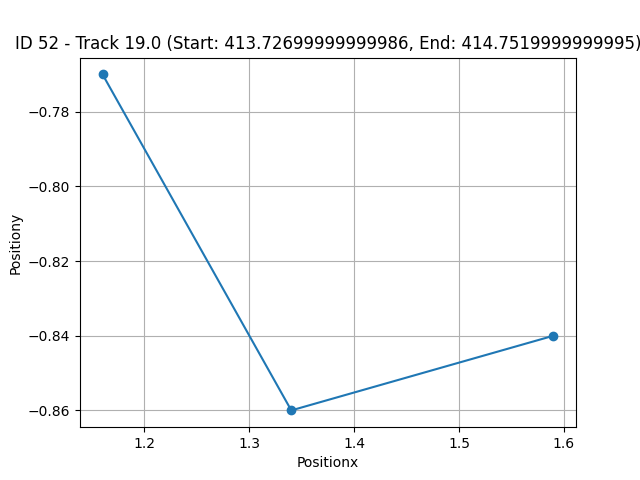 ID 52 - Track 19.0 (Start: 413.72699999999986, End: 414.7519999999995)
−0.78
−0.80
−0.82
−0.84
−0.86
Positiony
1.2 1.3 1.4 1.5 1.6
Positionx